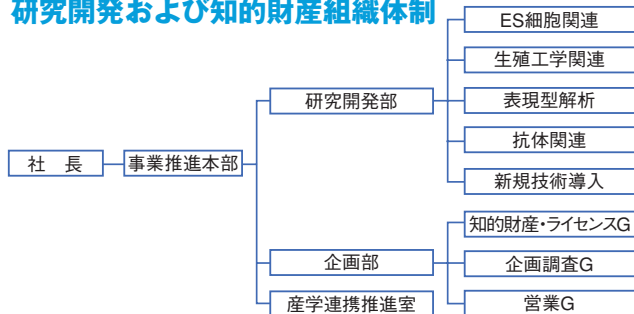 研究開発および知的財産組織体制
ES細胞関連
生殖工学関連
研究開発部
表現型解析
抗体関連
社　長
事業推進本部
新規技術導入
知的財産・ライセンスG
企画部
企画調査G
産学連携推進室
営業G